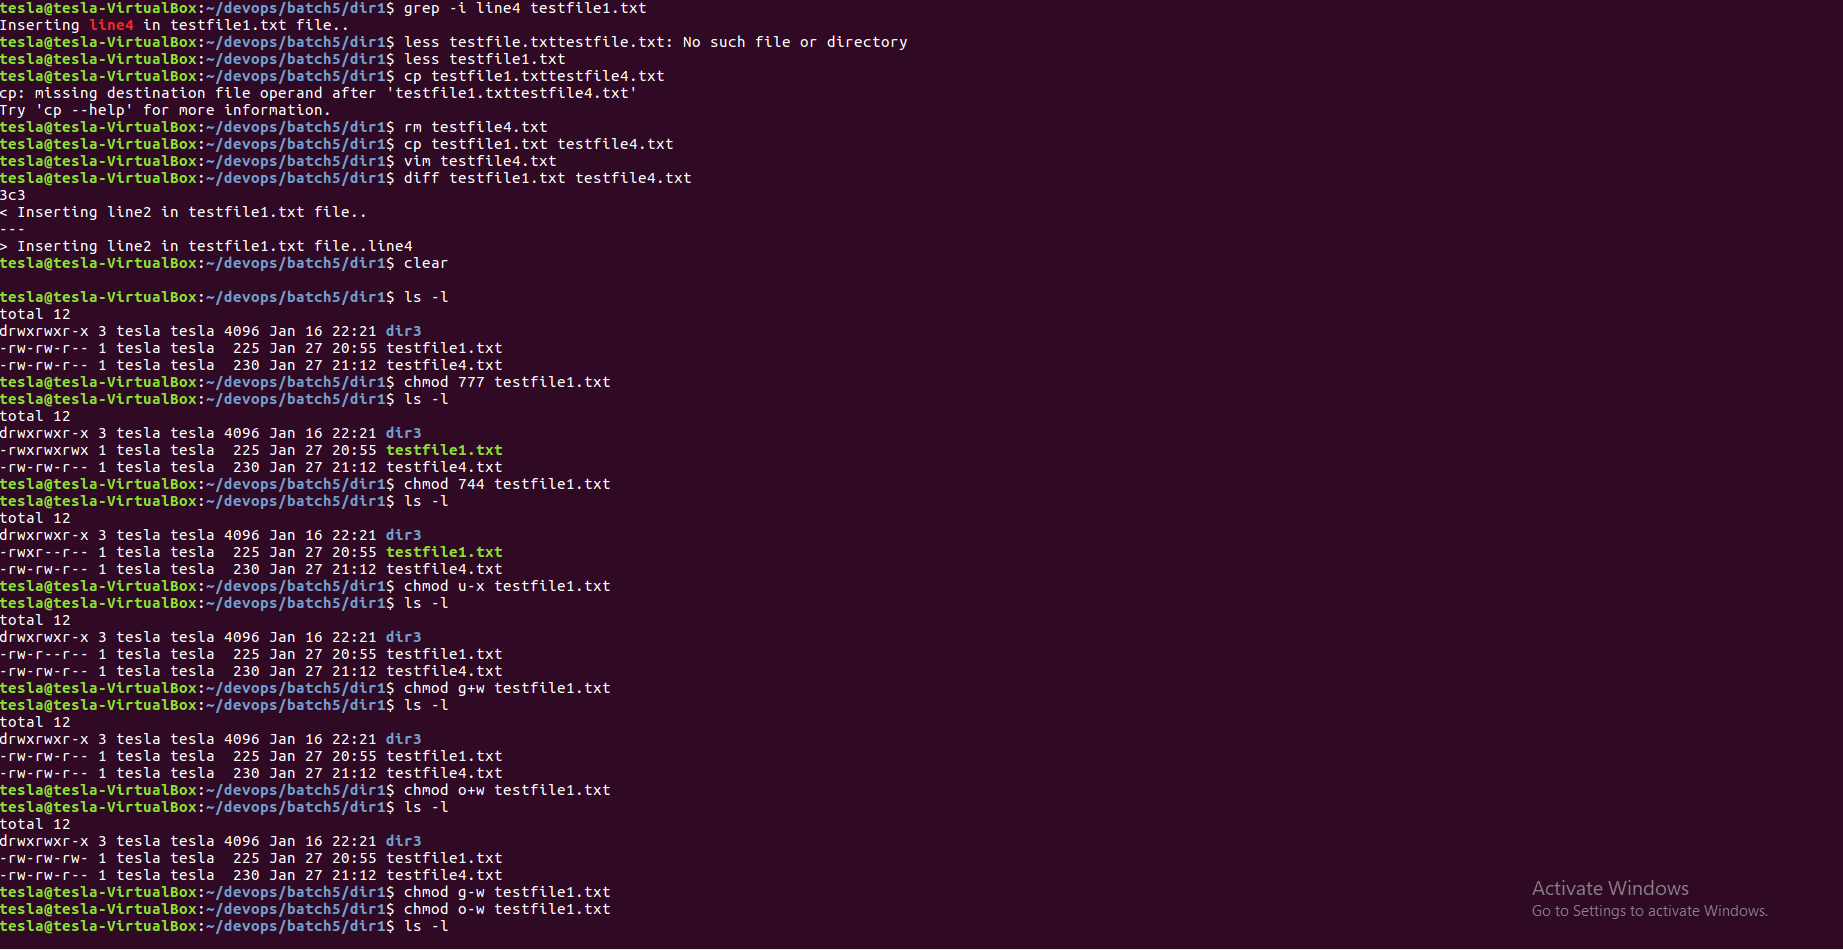 tesla@tesla-VirtualBox:~/devops/batch5/dir1$ grep -i line4 testfile1.txt
Inserting line4 in testfile1.txt file..
tesla@tesla-VirtualBox:~/devops/batch5/dir1$ less testfile.txttestfile.txt: No such file or directory
tesla@tesla-VirtualBox:~/devops/batch5/dir1$ less testfile1.txt
tesla@tesla-VirtualBox:~/devops/batch5/dir1$ cp testfile1.txttestfile4.txt
cp: missing destination file operand after 'testfile1.txttestfile4.txt'
Try 'cp --help' for more information.
tesla@tesla-VirtualBox:~/devops/batch5/dir1$ rm testfile4.txt
tesla@tesla-VirtualBox:~/devops/batch5/dir1$ cp testfile1.txt testfile4.txt
tesla@tesla-VirtualBox:~/devops/batch5/dir1$ vim testfile4.txt
tesla@tesla-VirtualBox:~/devops/batch5/dir1$ diff testfile1.txt testfile4.txt
3c3
< Inserting line2 in testfile1.txt file..
---
> Inserting line2 in testfile1.txt file..line4
tesla@tesla-VirtualBox:~/devops/batch5/dir1$ clear
tesla@tesla-VirtualBox:~/devops/batch5/dir1$ ls -l
total 12
drwxrwxr-x 3 tesla tesla 4096 Jan 16 22:21 dir3
-rw-rw-r-- 1 tesla tesla  225 Jan 27 20:55 testfile1.txt
-rw-rw-r-- 1 tesla tesla  230 Jan 27 21:12 testfile4.txt
tesla@tesla-VirtualBox:~/devops/batch5/dir1$ chmod 777 testfile1.txt
tesla@tesla-VirtualBox:~/devops/batch5/dir1$ ls -l
total 12
drwxrwxr-x 3 tesla tesla 4096 Jan 16 22:21 dir3
-rwxrwxrwx 1 tesla tesla  225 Jan 27 20:55 testfile1.txt
-rw-rw-r-- 1 tesla tesla  230 Jan 27 21:12 testfile4.txt
tesla@tesla-VirtualBox:~/devops/batch5/dir1$ chmod 744 testfile1.txt
tesla@tesla-VirtualBox:~/devops/batch5/dir1$ ls -l
total 12
drwxrwxr-x 3 tesla tesla 4096 Jan 16 22:21 dir3
-rwxr--r-- 1 tesla tesla  225 Jan 27 20:55 testfile1.txt
-rw-rw-r-- 1 tesla tesla  230 Jan 27 21:12 testfile4.txt
tesla@tesla-VirtualBox:~/devops/batch5/dir1$ chmod u-x testfile1.txt
tesla@tesla-VirtualBox:~/devops/batch5/dir1$ ls -l
total 12
drwxrwxr-x 3 tesla tesla 4096 Jan 16 22:21 dir3
-rw-r--r-- 1 tesla tesla  225 Jan 27 20:55 testfile1.txt
-rw-rw-r-- 1 tesla tesla  230 Jan 27 21:12 testfile4.txt
tesla@tesla-VirtualBox:~/devops/batch5/dir1$ chmod g+w testfile1.txt
tesla@tesla-VirtualBox:~/devops/batch5/dir1$ ls -l
total 12
drwxrwxr-x 3 tesla tesla 4096 Jan 16 22:21 dir3
-rw-rw-r-- 1 tesla tesla  225 Jan 27 20:55 testfile1.txt
-rw-rw-r-- 1 tesla tesla  230 Jan 27 21:12 testfile4.txt
tesla@tesla-VirtualBox:~/devops/batch5/dir1$ chmod o+w testfile1.txt
tesla@tesla-VirtualBox:~/devops/batch5/dir1$ ls -l
total 12
drwxrwxr-x 3 tesla tesla 4096 Jan 16 22:21 dir3
-rw-rw-rw- 1 tesla tesla  225 Jan 27 20:55 testfile1.txt
-rw-rw-r-- 1 tesla tesla  230 Jan 27 21:12 testfile4.txt
tesla@tesla-VirtualBox:~/devops/batch5/dir1$ chmod g-w testfile1.txt
tesla@tesla-VirtualBox:~/devops/batch5/dir1$ chmod o-w testfile1.txt
tesla@tesla-VirtualBox:~/devops/batch5/dir1$ ls -l
Activate Windows
Go to Settings to activate Windows.